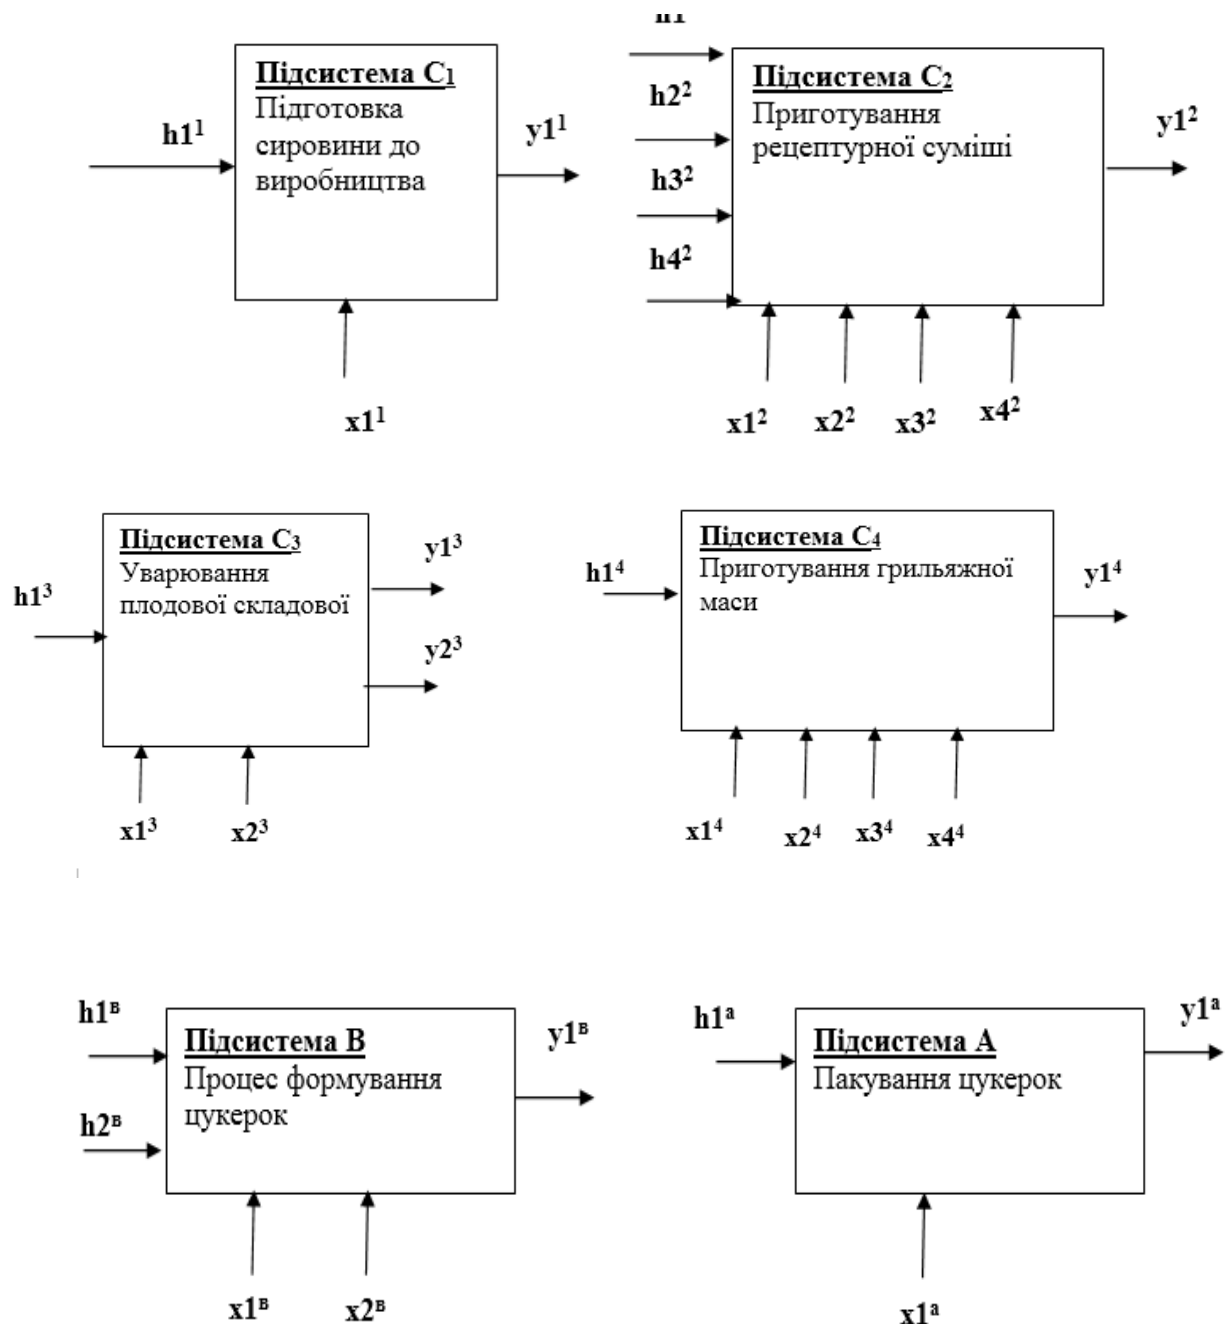 Підсистема С₁
Підготовка
сировини до
виробництва
h1¹
y1¹
x1¹
h2²
h3²
h4²
Підсистема С₂
Приготування
рецептурної суміші
y1²
x1²
x2²
x3²
x4²
Підсистема С₃
Уварювання
плодової складової
h1³
y1³
y2³
x1³
x2³
Підсистема С₄
Приготування грильяжної
маси
h1⁴
y1⁴
x1⁴
x2⁴
x3⁴
x4⁴
h1ᴮ
h2ᴮ
Підсистема В
Процес формування
цукерок
y1ᴮ
x1ᴮ
x2ᴮ
h1ᵃ
Підсистема А
Пакування цукерок
y1ᵃ
x1ᵃ